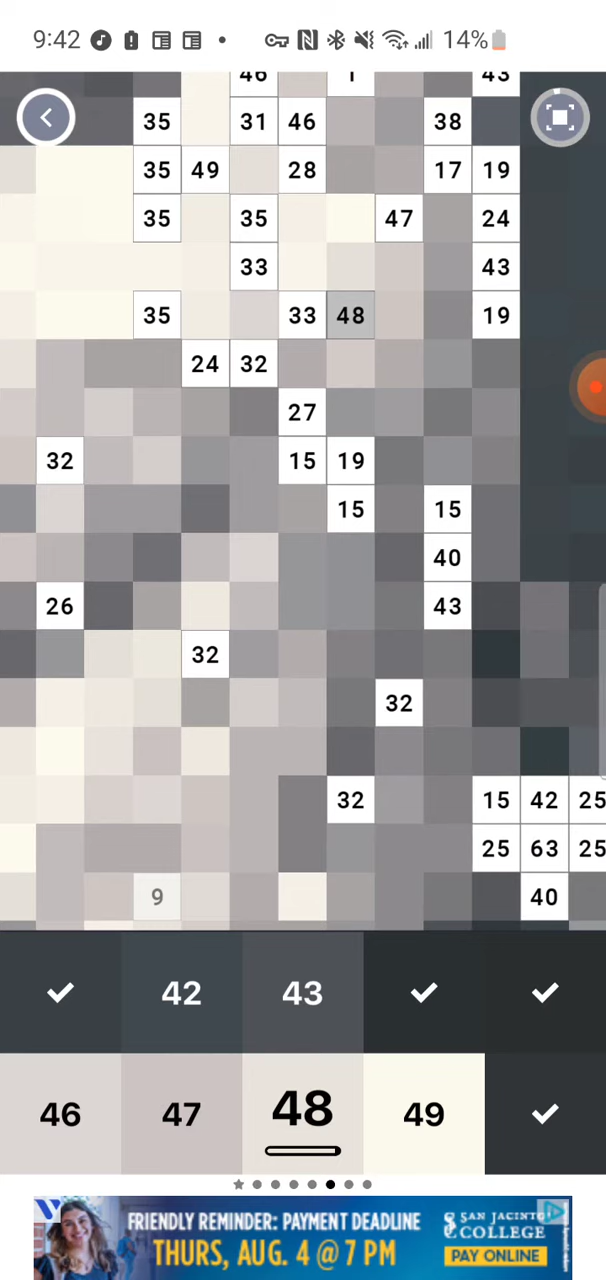 9:42 14%
46 1 43
35 31 46 38
35 49 28 17 19
35 35 47 24
33 43
35 33 48 19
24 32
27
32 15 19
15 15
40
26 43
32
32
32 15 42 25
25 63 25
9 40
42 43
46 47 48 49
FRIENDLY REMINDER: PAYMENT DEADLINE
THURS, AUG. 4 @ 7 PM
SAN JACINTO
COLLEGE
PAY ONLINE